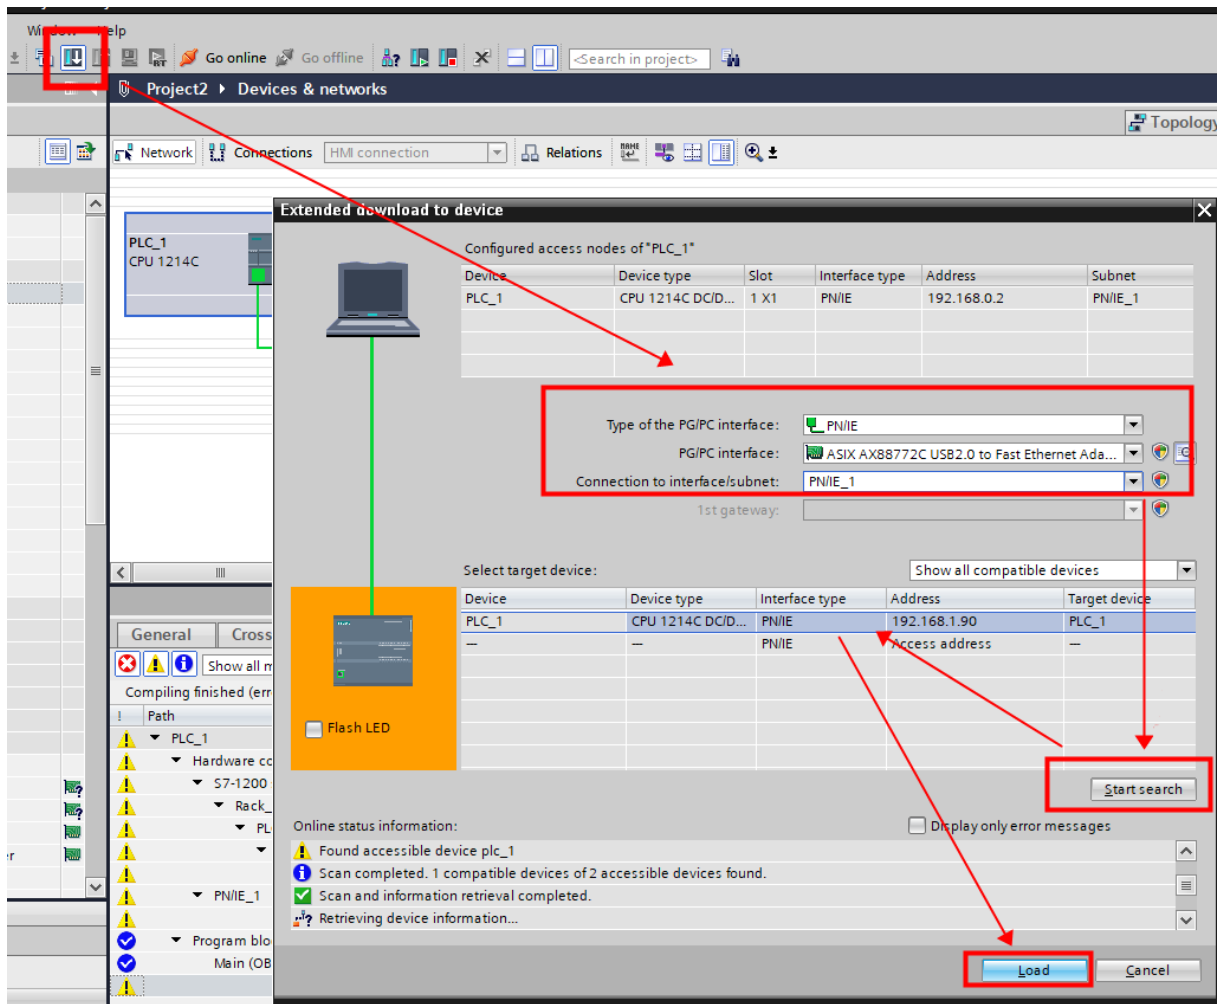 Window Help
Go online Go offline <Search in project>
Project2 Devices & networks
Topology
Network Connections HMI connection Relations
PLC_1
CPU 1214C
Extended download to device
Configured access nodes of "PLC_1"
Device Device type Slot Interface type Address Subnet
PLC_1 CPU 1214C DC/D... 1 X1 PN/IE 192.168.0.2 PN/IE_1
Type of the PG/PC interface: PN/IE
PG/PC interface: ASIX AX88772C USB2.0 to Fast Ethernet Ada...
Connection to interface/subnet: PN/IE_1
1st gateway:
Select target device: Show all compatible devices
Device Device type Interface type Address Target device
PLC_1 CPU 1214C DC/D... PN/IE 192.168.1.90 PLC_1
— — PN/IE Access address —
Flash LED
Start search
Online status information: Display only error messages
Found accessible device plc_1
Scan completed. 1 compatible devices of 2 accessible devices found.
Scan and information retrieval completed.
Retrieving device information...
Load Cancel
General Cross
Show all m
Compiling finished (err
! Path
PLC_1
Hardware co
S7-1200
Rack_
PL
PN/IE_1
Program blo
Main (OB